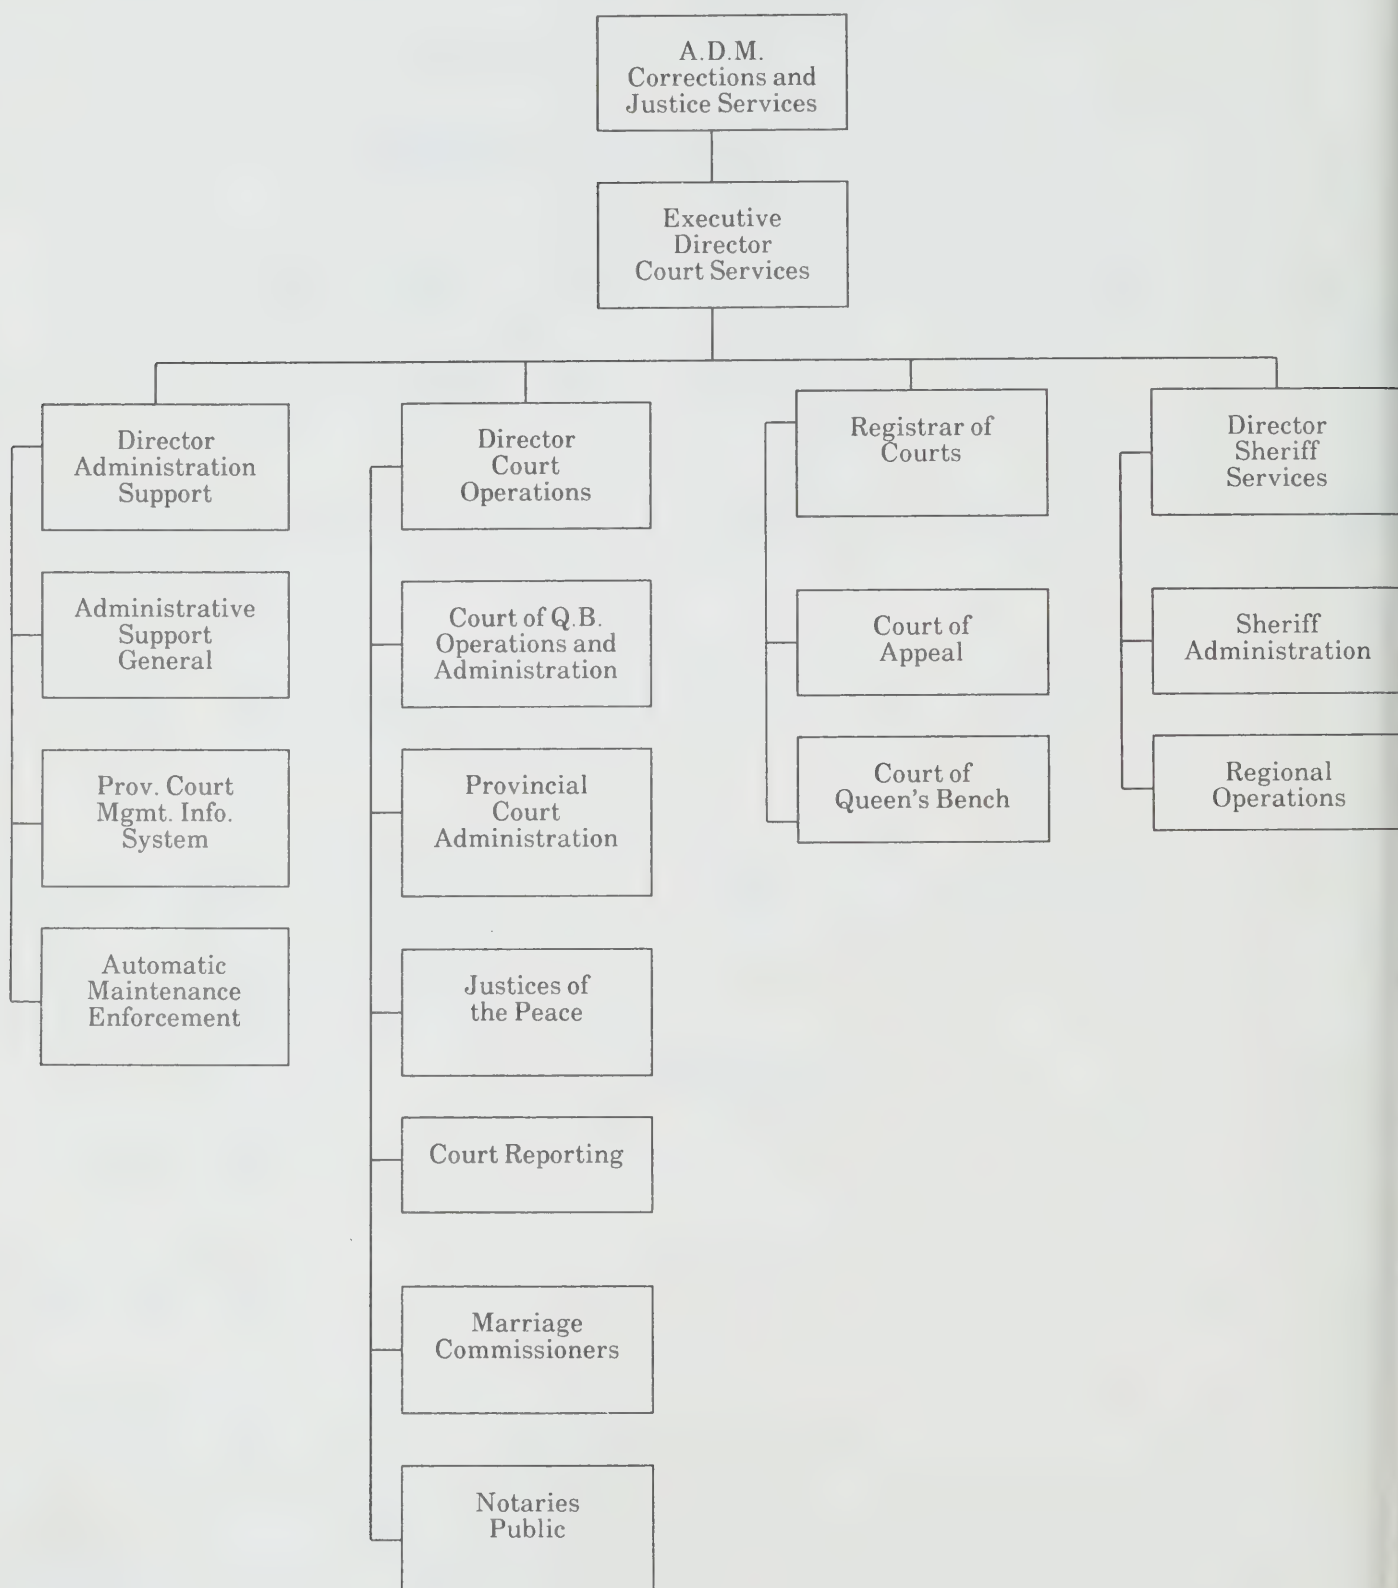 A.D.M.
Corrections and
Justice Services
Executive
Director
Court Services
Director
Administration
Support
Administrative
Support
General
Prov. Court
Mgmt. Info.
System
Automatic
Maintenance
Enforcement
Director
Court
Operations
Court of Q.B.
Operations and
Administration
Provincial
Court
Administration
Justices of
the Peace
Court Reporting
Marriage
Commissioners
Notaries
Public
Registrar of
Courts
Court of
Appeal
Court of
Queen's Bench
Director
Sheriff
Services
Sheriff
Administration
Regional
Operations